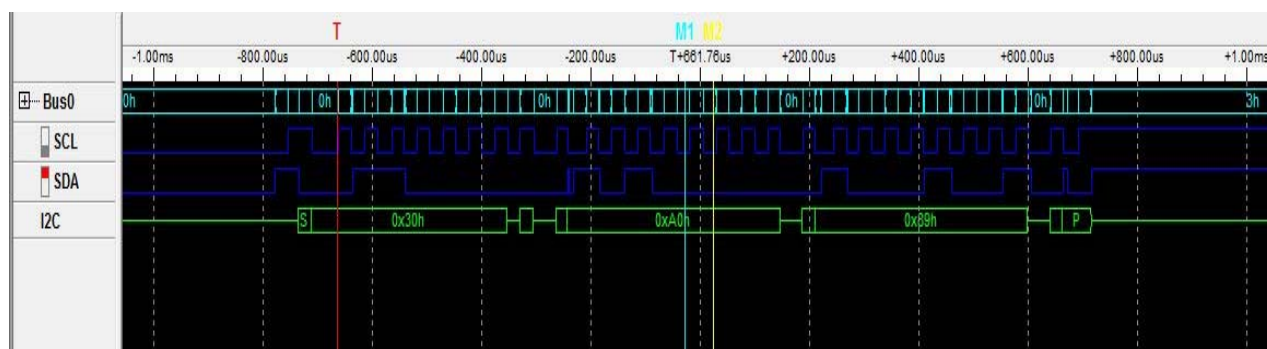 T M1 M2
-1.00ms -800.00us -600.00us -400.00us -200.00us T+661.76us +200.00us +400.00us +600.00us +800.00us +1.00ms
Bus0 0h 0h 0h 0h 0h 3h
SCL
SDA
I2C S 0x30h 0xA0h 0x89h P